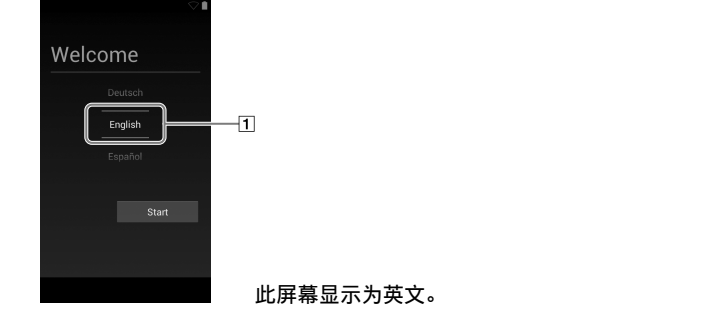 Welcome
Deutsch
English
1
Español
Start
此屏幕显示为英文。